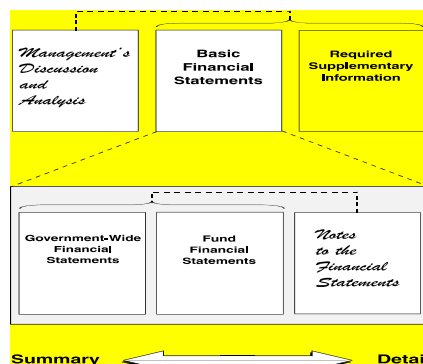 Management's
Discussion
and
Analysis
Basic
Financial
Statements
Required
Supplementary
Information
Government-Wide
Financial
Statements
Fund
Financial
Statements
Notes
to the
Financial
Statements
Summary
Detai